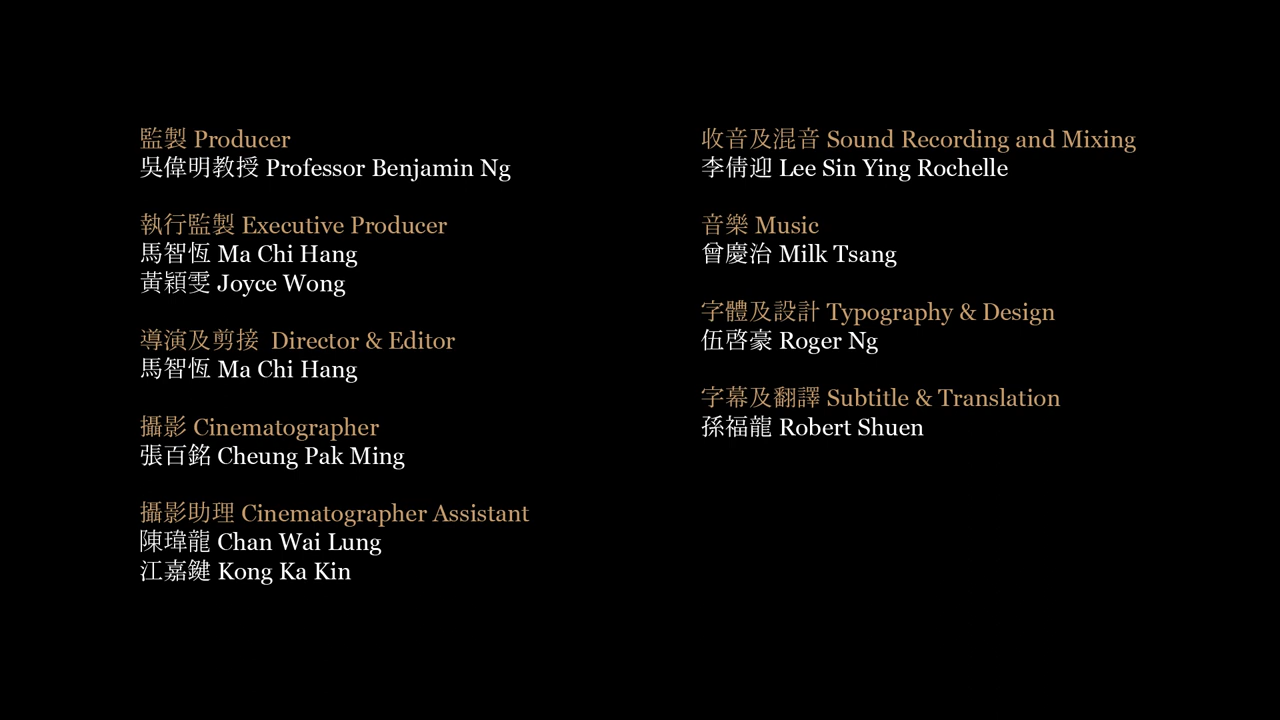 監製 Producer
吳偉明教授 Professor Benjamin Ng
執行監製 Executive Producer
馬智恆 Ma Chi Hang
黃穎雯 Joyce Wong
導演及剪接  Director & Editor
馬智恆 Ma Chi Hang
攝影 Cinematographer
張百銘 Cheung Pak Ming
攝影助理 Cinematographer Assistant
陳瑋龍 Chan Wai Lung
江嘉鍵 Kong Ka Kin
收音及混音 Sound Recording and Mixing
李倩迎 Lee Sin Ying Rochelle
音樂 Music
曾慶治 Milk Tsang
字體及設計 Typography & Design
伍啓豪 Roger Ng
字幕及翻譯 Subtitle & Translation
孫福龍 Robert Shuen